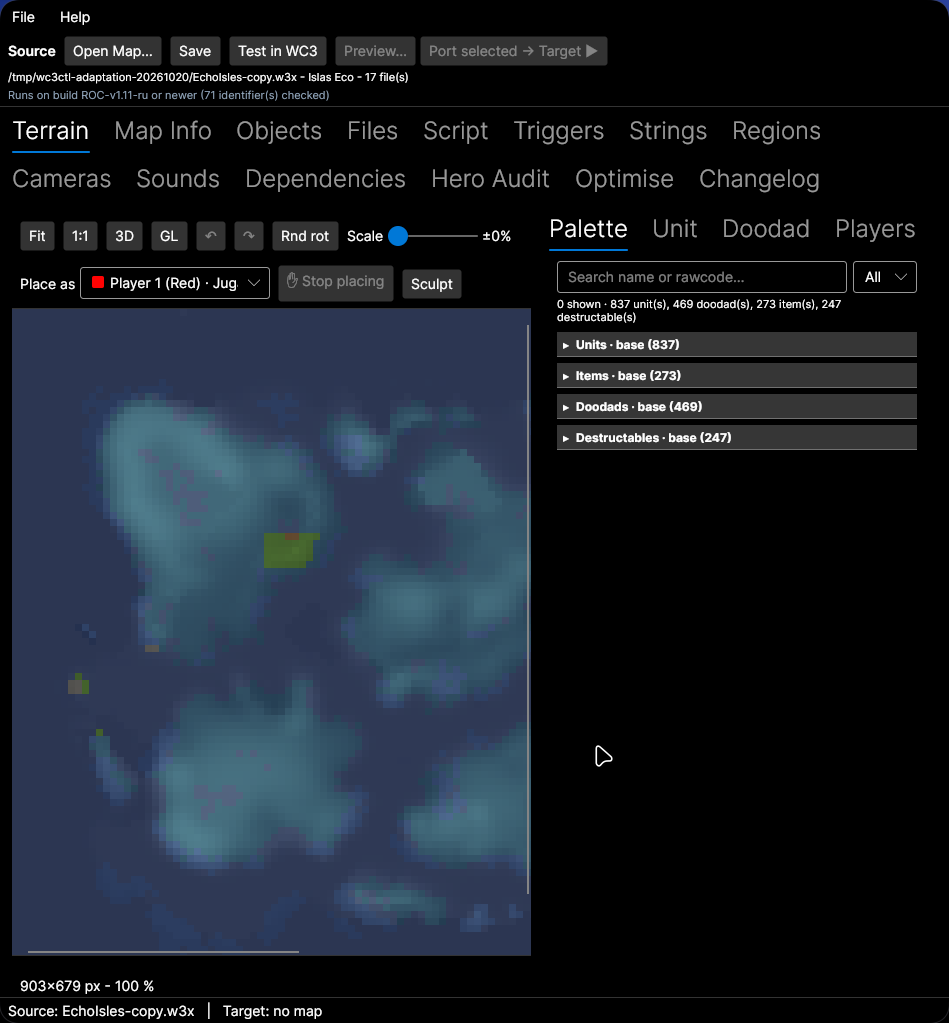 File Help
Source Open Map... Save Test in WC3 Preview... Port selected → Target ▶
/tmp/wc3ctl-adaptation-20261020/EchoIsles-copy.w3x - Islas Eco - 17 file(s)
Runs on build ROC-v1.11-ru or newer (71 identifier(s) checked)
Terrain Map Info Objects Files Script Triggers Strings Regions
Cameras Sounds Dependencies Hero Audit Optimise Changelog
Fit 1:1 3D GL ↶ ↷ Rnd rot Scale ±0%
Place as Player 1 (Red) · Jug Stop placing Sculpt
Palette Unit Doodad Players
Search name or rawcode... All
0 shown · 837 unit(s), 469 doodad(s), 273 item(s), 247
destructable(s)
▸ Units · base (837)
▸ Items · base (273)
▸ Doodads · base (469)
▸ Destructables · base (247)
903×679 px - 100 %
Source: EchoIsles-copy.w3x | Target: no map